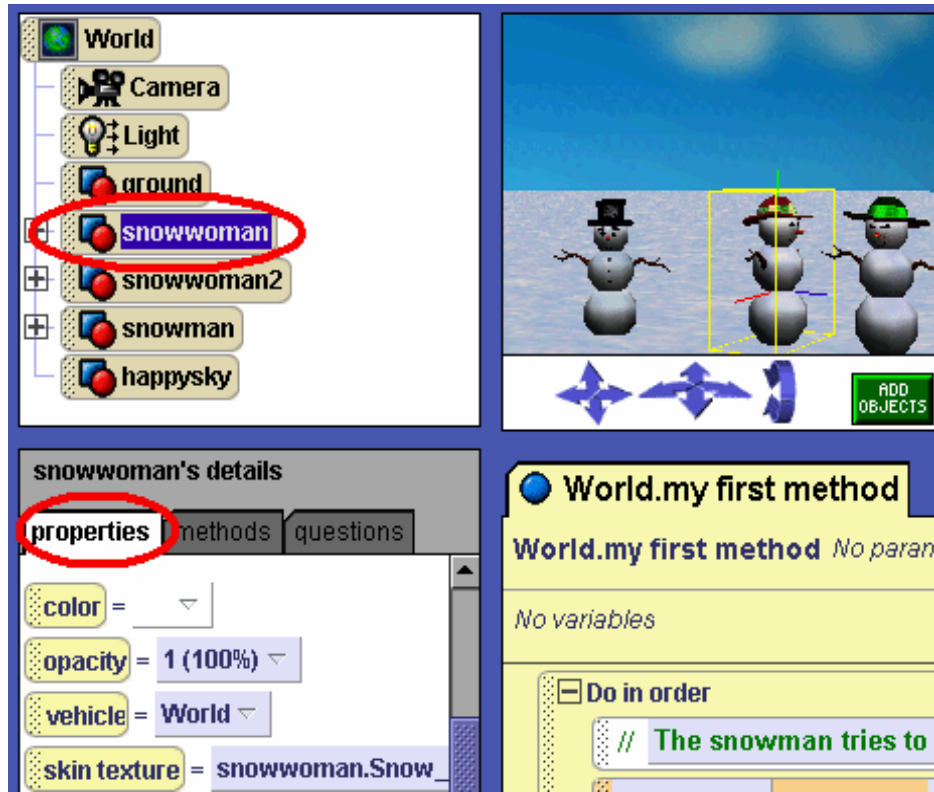 World
Camera
Light
ground
snowwoman
snowwoman2
snowman
happysky
ADD
OBJECTS
snowwoman's details
properties methods questions
color =
opacity = 1 (100%)
vehicle = World
skin texture = snowwoman.Snow_
World.my first method
World.my first method No param
No variables
Do in order
// The snowman tries to